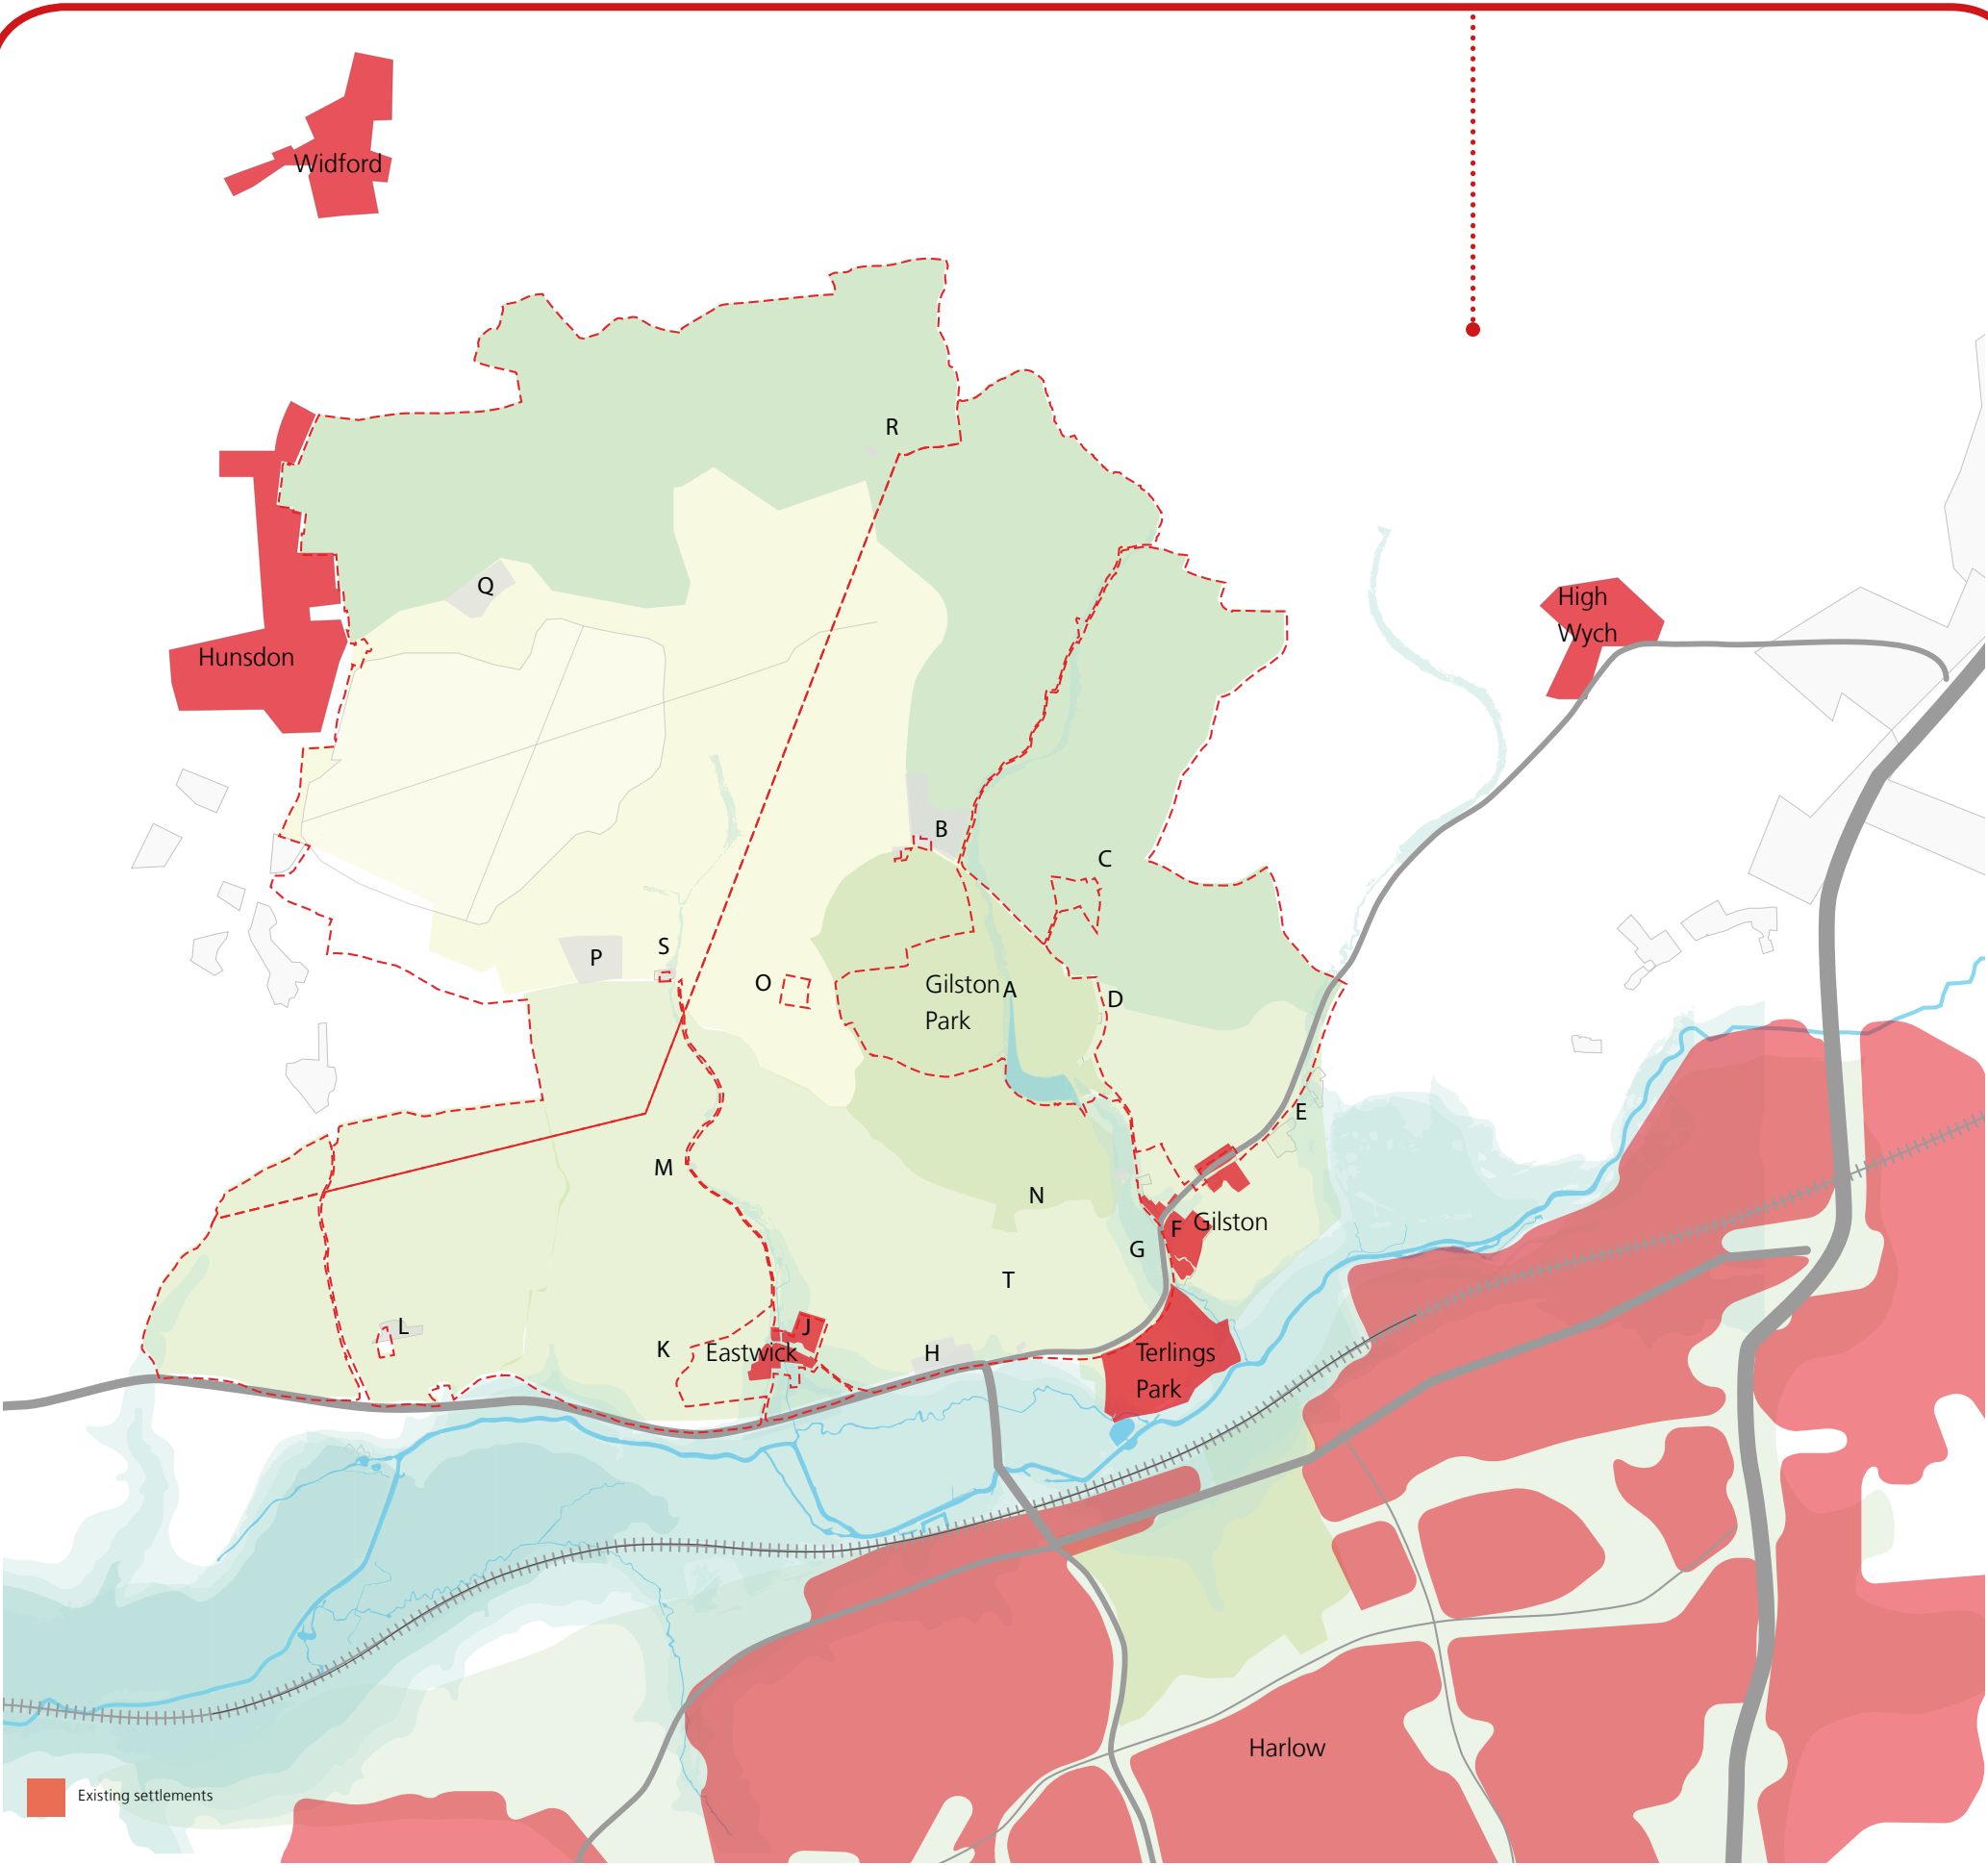 Widford
R
Q
High
Wych
Hunsdon
B
C
S
P
O
Gilston
Park
A
D
E
M
N
F
Gilston
G
T
L
J
K
Eastwick
H
Terlings
Park
Harlow
Existing settlements